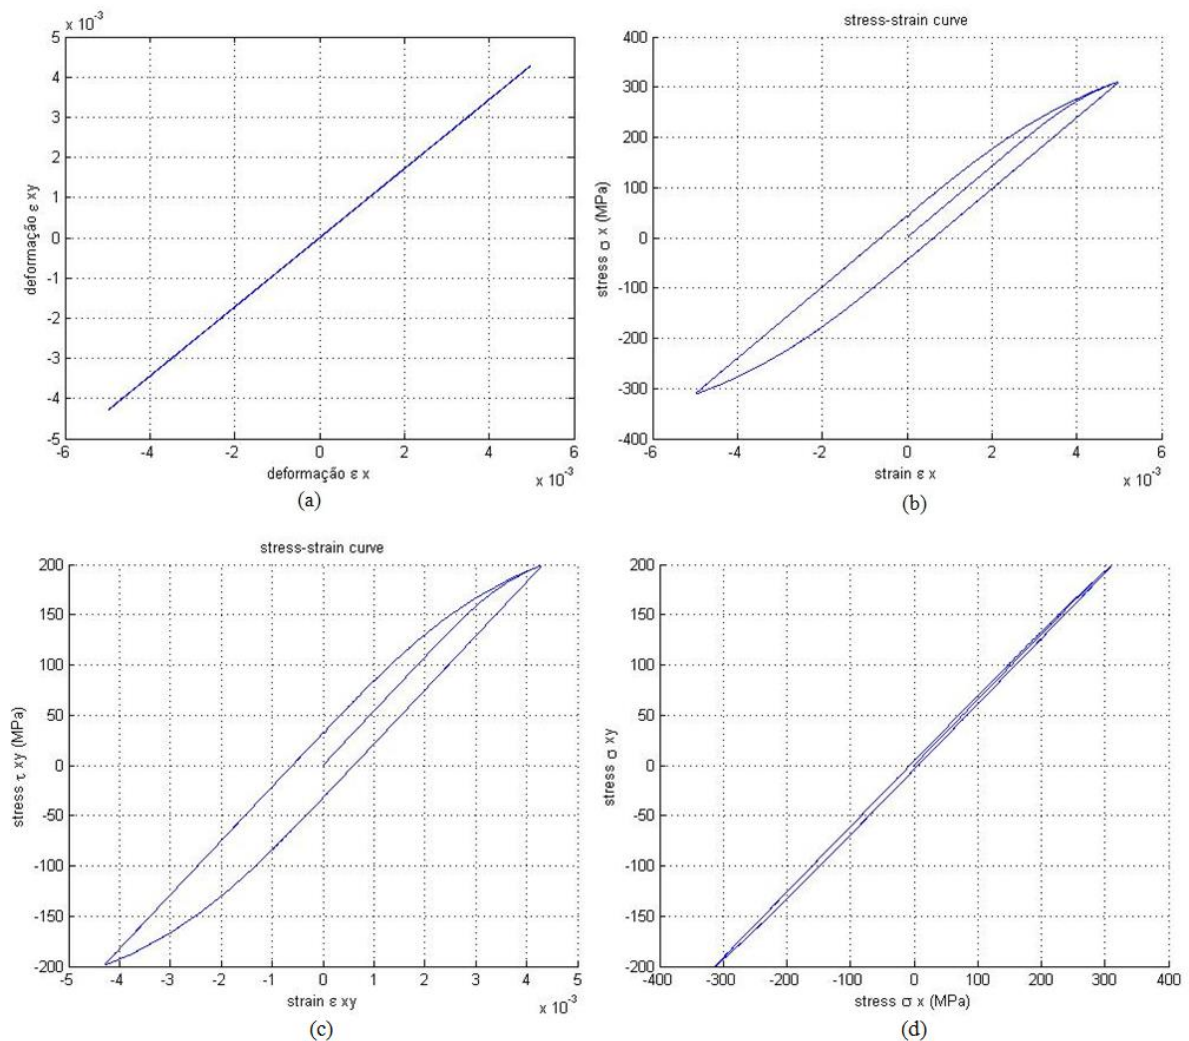 x 10⁻³
5
4
3
2
1
0
-1
-2
-3
-4
-5
deformação ε xy
-6 -4 -2 0 2 4 6
deformação ε x
x 10⁻³
(a)
stress-strain curve
400
300
200
100
0
-100
-200
-300
-400
stress σ x (MPa)
-6 -4 -2 0 2 4 6
strain ε x
x 10⁻³
(b)
stress-strain curve
200
150
100
50
0
-50
-100
-150
-200
stress τ xy (MPa)
-5 -4 -3 -2 -1 0 1 2 3 4 5
strain ε xy
x 10⁻³
(c)
200
150
100
50
0
-50
-100
-150
-200
stress σ xy
-400 -300 -200 -100 0 100 200 300 400
stress σ x (MPa)
(d)